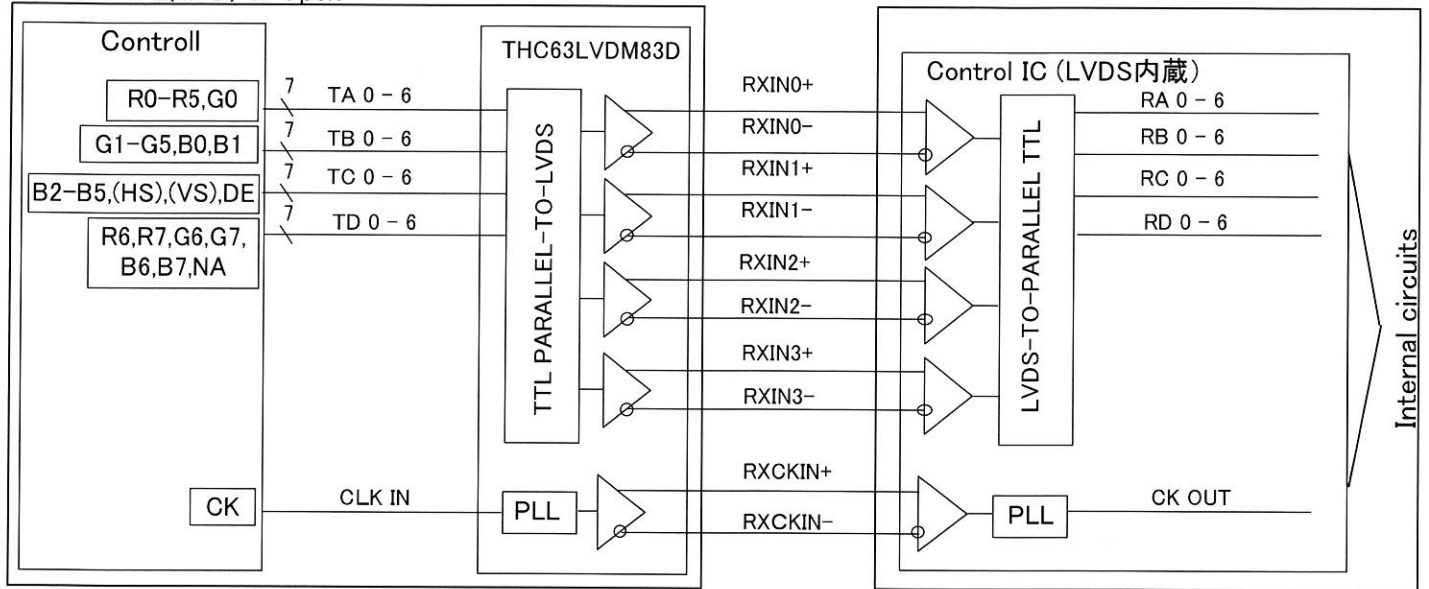 Controll
THC63LVDM83D
Control IC (LVDS内蔵)
R0-R5,G0
7
TA 0 - 6
G1-G5,B0,B1
7
TB 0 - 6
B2-B5,(HS),(VS),DE
7
TC 0 - 6
R6,R7,G6,G7,
B6,B7,NA
7
TD 0 - 6
TTL PARALLEL-TO-LVDS
RXIN0+
RXIN0-
RXIN1+
RXIN1-
RXIN2+
RXIN2-
RXIN3+
RXIN3-
LVDS-TO-PARALLEL TTL
RA 0 - 6
RB 0 - 6
RC 0 - 6
RD 0 - 6
Internal circuits
CK
CLK IN
PLL
RXCKIN+
RXCKIN-
PLL
CK OUT